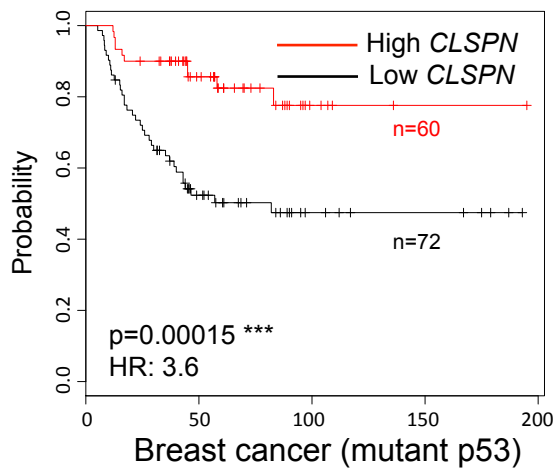 High CLSPN
Low CLSPN
1.0
0.8
0.6
0.4
0.2
0.0
Probability
n=60
n=72
p=0.00015 ***
HR: 3.6
0 50 100 150 200
Breast cancer (mutant p53)